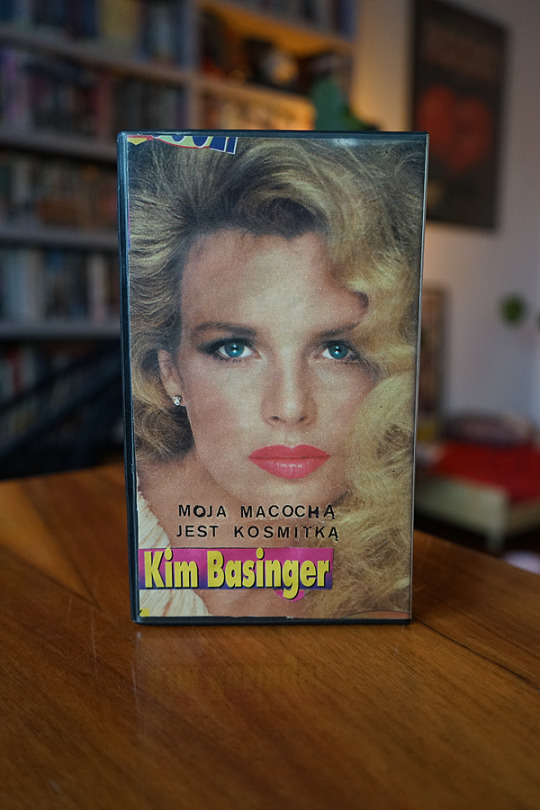 MOJA MACOCHĄ
JEST KOSMITKĄ
Kim Basinger